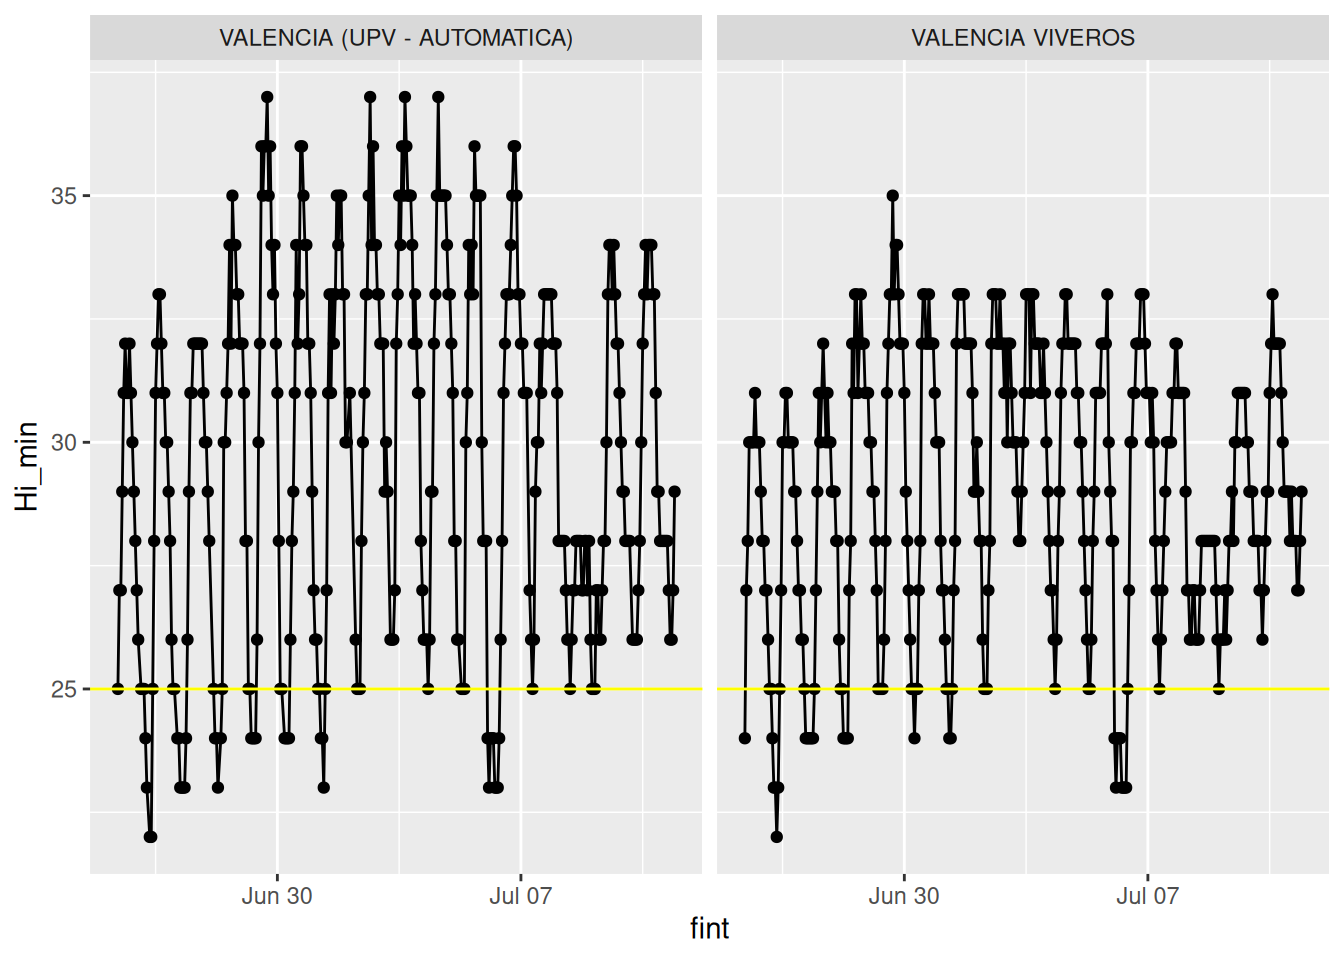 VALENCIA (UPV - AUTOMATICA)
VALENCIA VIVEROS
35
30
25
Hi_min
Jun 30
Jul 07
Jun 30
Jul 07
fint